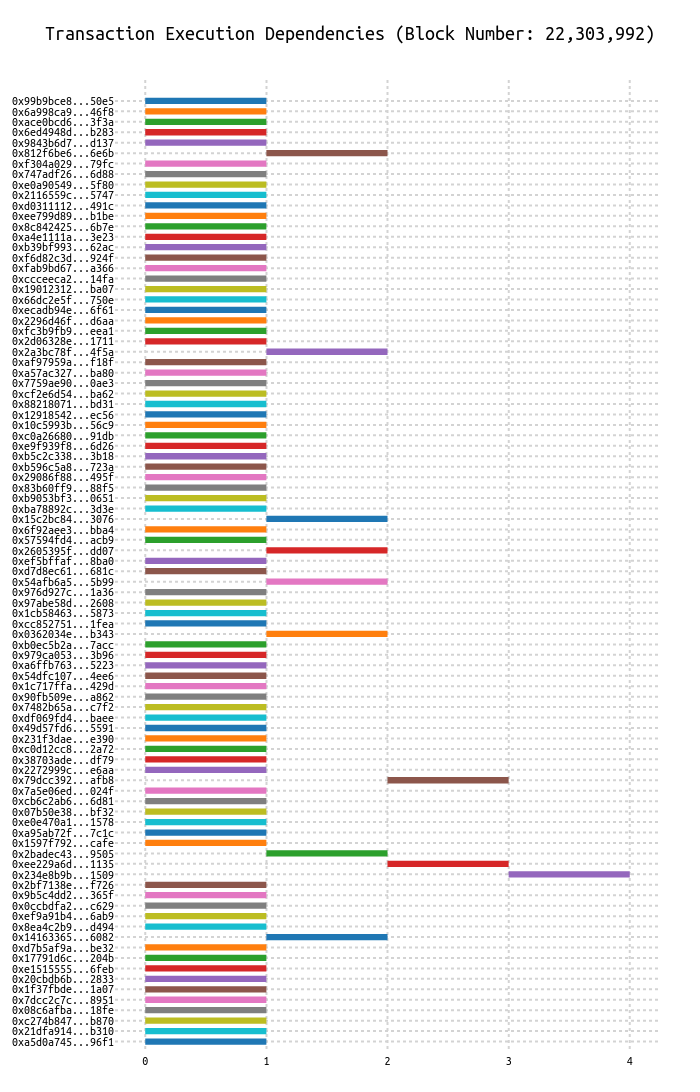 Transaction Execution Dependencies (Block Number: 22,303,992)
0x99b9bce8...50e5
0x6a998ca9...46f8
0xace0bcd6...3f3a
0x6ed4948d...b283
0x9843b6d7...d137
0x812f6be6...6e6b
0xf304a029...79fc
0x747adf26...6d88
0xe0a90549...5f80
0x2116559c...5747
0xd0311112...491c
0xee799d89...b1be
0x8c842425...6b7e
0xa4e1111a...3e23
0xb39bf993...62ac
0xf6d82c3d...924f
0xfab9bd67...a366
0xccceeca2...14fa
0x19012312...ba07
0x66dc2e5f...750e
0xecadb94e...6f61
0x2296d46f...d6aa
0xfc3b9fb9...eea1
0x2d06328e...1711
0x2a3bc78f...4f5a
0xaf97959a...f18f
0xa57ac327...ba80
0x7759ae90...0ae3
0xcf2e6d54...ba62
0x88218071...bd31
0x12918542...ec56
0x10c5993b...56c9
0xc0a26680...91db
0xe9f939f8...6d26
0xb5c2c338...3b18
0xb596c5a8...723a
0x29086f88...495f
0x83b60ff9...88f5
0xb9053bf3...0651
0xba78892c...3d3e
0x15c2bc84...3076
0x6f92aee3...bba4
0x57594fd4...acb9
0x2605395f...dd07
0xef5bffaf...8ba0
0xd7d8ec61...681c
0x54afb6a5...5b99
0x976d927c...1a36
0x97abe58d...2608
0x1cb58463...5873
0xcc852751...1fea
0x0362034e...b343
0xb0ec5b2a...7acc
0x979ca053...3b96
0xa6ffb763...5223
0x54dfc107...4ee6
0x1c717ffa...429d
0x90fb509e...a862
0x7482b65a...c7f2
0xdf069fd4...baee
0x49d57fd6...5591
0x231f3dae...e390
0xc0d12cc8...2a72
0x38703ade...df79
0x2272999c...e6aa
0x79dcc392...afb8
0x7a5e06ed...024f
0xcb6c2ab6...6d81
0x07b50e38...bf32
0xe0e470a1...1578
0xa95ab72f...7c1c
0x1597f792...cafe
0x2badec43...9505
0xee229a6d...1135
0x234e8b9b...1509
0x2bf7138e...f726
0x9b5c4dd2...365f
0x0ccbdfa2...c629
0xef9a91b4...6ab9
0x8ea4c2b9...d494
0x14163365...6082
0xd7b5af9a...be32
0x17791d6c...204b
0xe1515555...6feb
0x20cbdb6b...2833
0x1f37fbde...1a07
0x7dcc2c7c...8951
0x08c6afba...18fe
0xc274b847...b870
0x21dfa914...b310
0xa5d0a745...96f1
0 1 2 3 4